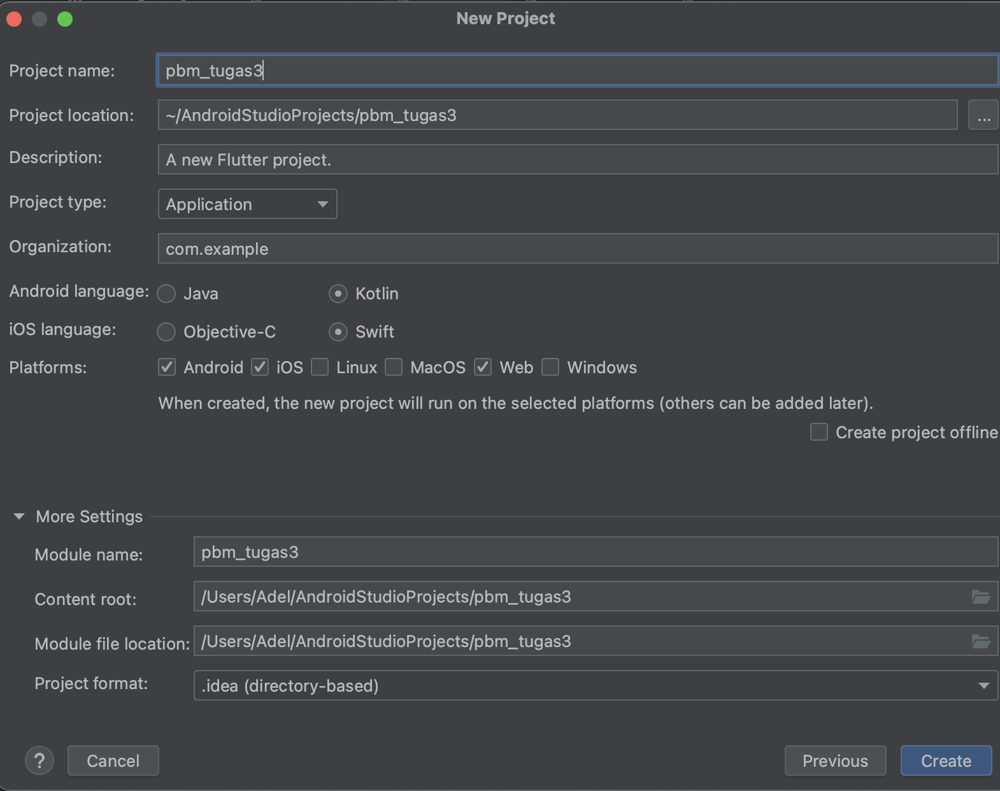 New Project
Project name: pbm_tugas3
Project location: ~/AndroidStudioProjects/pbm_tugas3 ...
Description: A new Flutter project.
Project type: Application
Organization: com.example
Android language: Java Kotlin
iOS language: Objective-C Swift
Platforms: Android iOS Linux MacOS Web Windows
When created, the new project will run on the selected platforms (others can be added later).
Create project offline
More Settings
Module name: pbm_tugas3
Content root: /Users/Adel/AndroidStudioProjects/pbm_tugas3
Module file location: /Users/Adel/AndroidStudioProjects/pbm_tugas3
Project format: .idea (directory-based)
? Cancel Previous Create